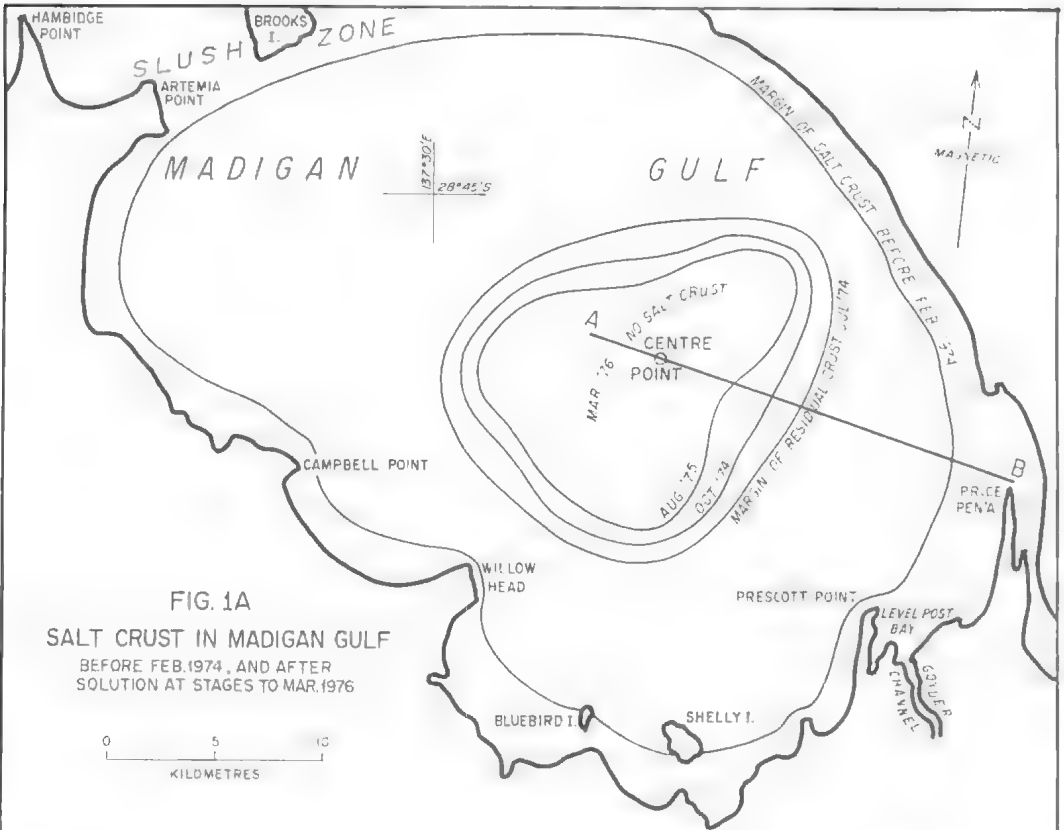 HAMBIDGE
POINT
BROOKS
I.
SLUSH ZONE
ARTEMIA
POINT
MADIGAN GULF
137°30'E
28°45'S
N
MAGNETIC
MARGIN OF SALT CRUST BEFORE FEB 1974
A
NO SALT CRUST
MAR '76
CENTRE
POINT
MARGIN OF RESIDUAL CRUST JUL '74
AUG '75
OCT '74
B
PRICE
PEN'A
CAMPBELL POINT
WILLOW
HEAD
PRESCOTT POINT
LEVEL POST
BAY
GOYDER
CHANNEL
BLUEBIRD I.
SHELLY I.
FIG. 1A
SALT CRUST IN MADIGAN GULF
BEFORE FEB.1974, AND AFTER
SOLUTION AT STAGES TO MAR.1976
0 5 10
KILOMETRES